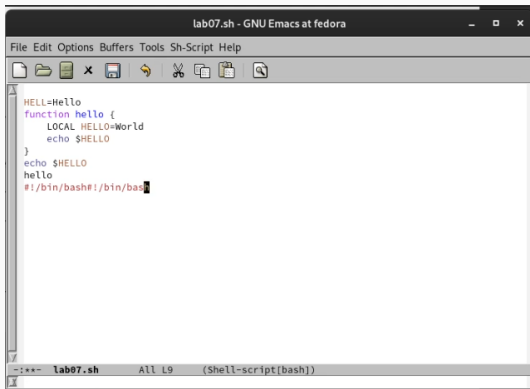 lab07.sh - GNU Emacs at fedora
File Edit Options Buffers Tools Sh-Script Help
HELL=Hello
function hello {
    LOCAL HELLO=World
    echo $HELLO
}
echo $HELLO
hello
#!/bin/bash#!/bin/bash
-:**-  lab07.sh      All L9     (Shell-script[bash])